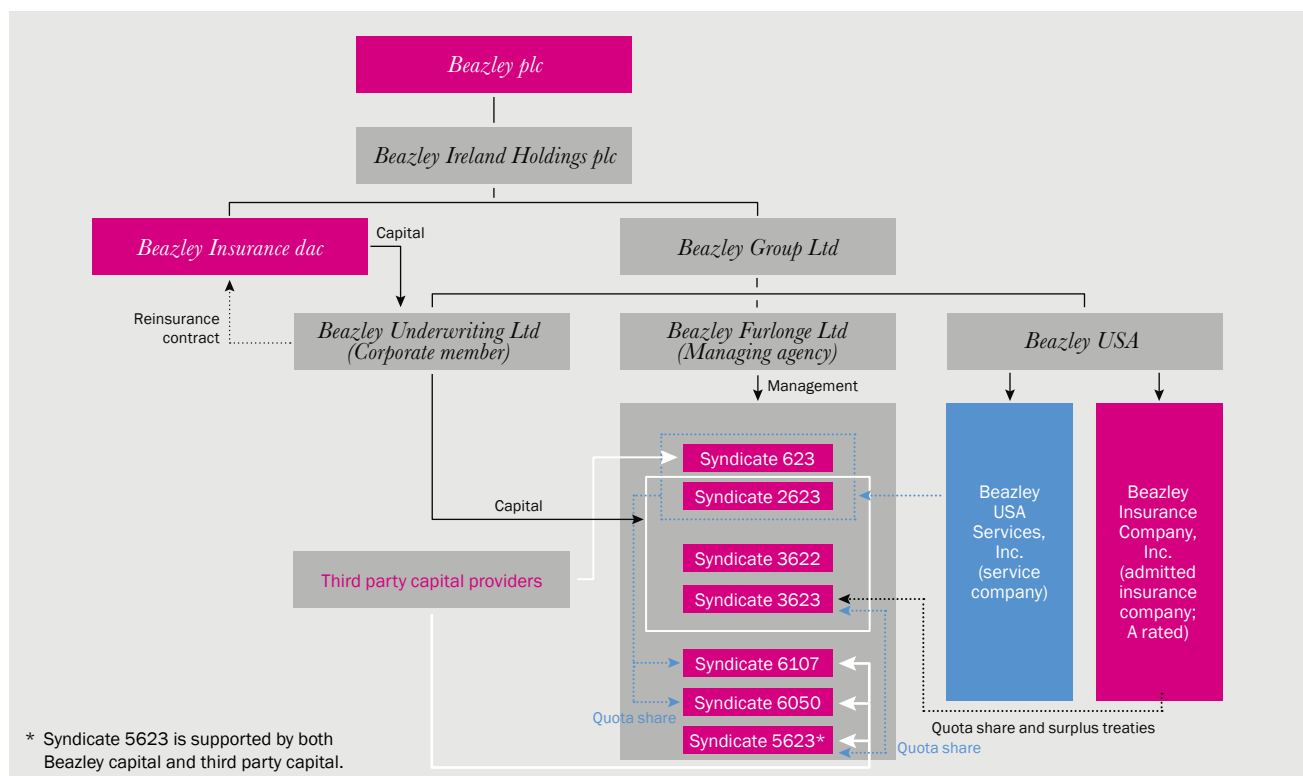 Beazley plc
Beazley Ireland Holdings plc
Beazley Insurance dac
Capital
Beazley Group Ltd
Reinsurance
contract
Beazley Underwriting Ltd
(Corporate member)
Beazley Furlonge Ltd
(Managing agency)
Beazley USA
Management
Syndicate 623
Syndicate 2623
Capital
Syndicate 3622
Third party capital providers
Syndicate 3623
Beazley
USA
Services,
Inc.
(service
company)
Beazley
Insurance
Company,
Inc.
(admitted
insurance
company;
A rated)
Syndicate 6107
Syndicate 6050
Quota share
Syndicate 5623*
Quota share and surplus treaties
Quota share
* Syndicate 5623 is supported by both
Beazley capital and third party capital.